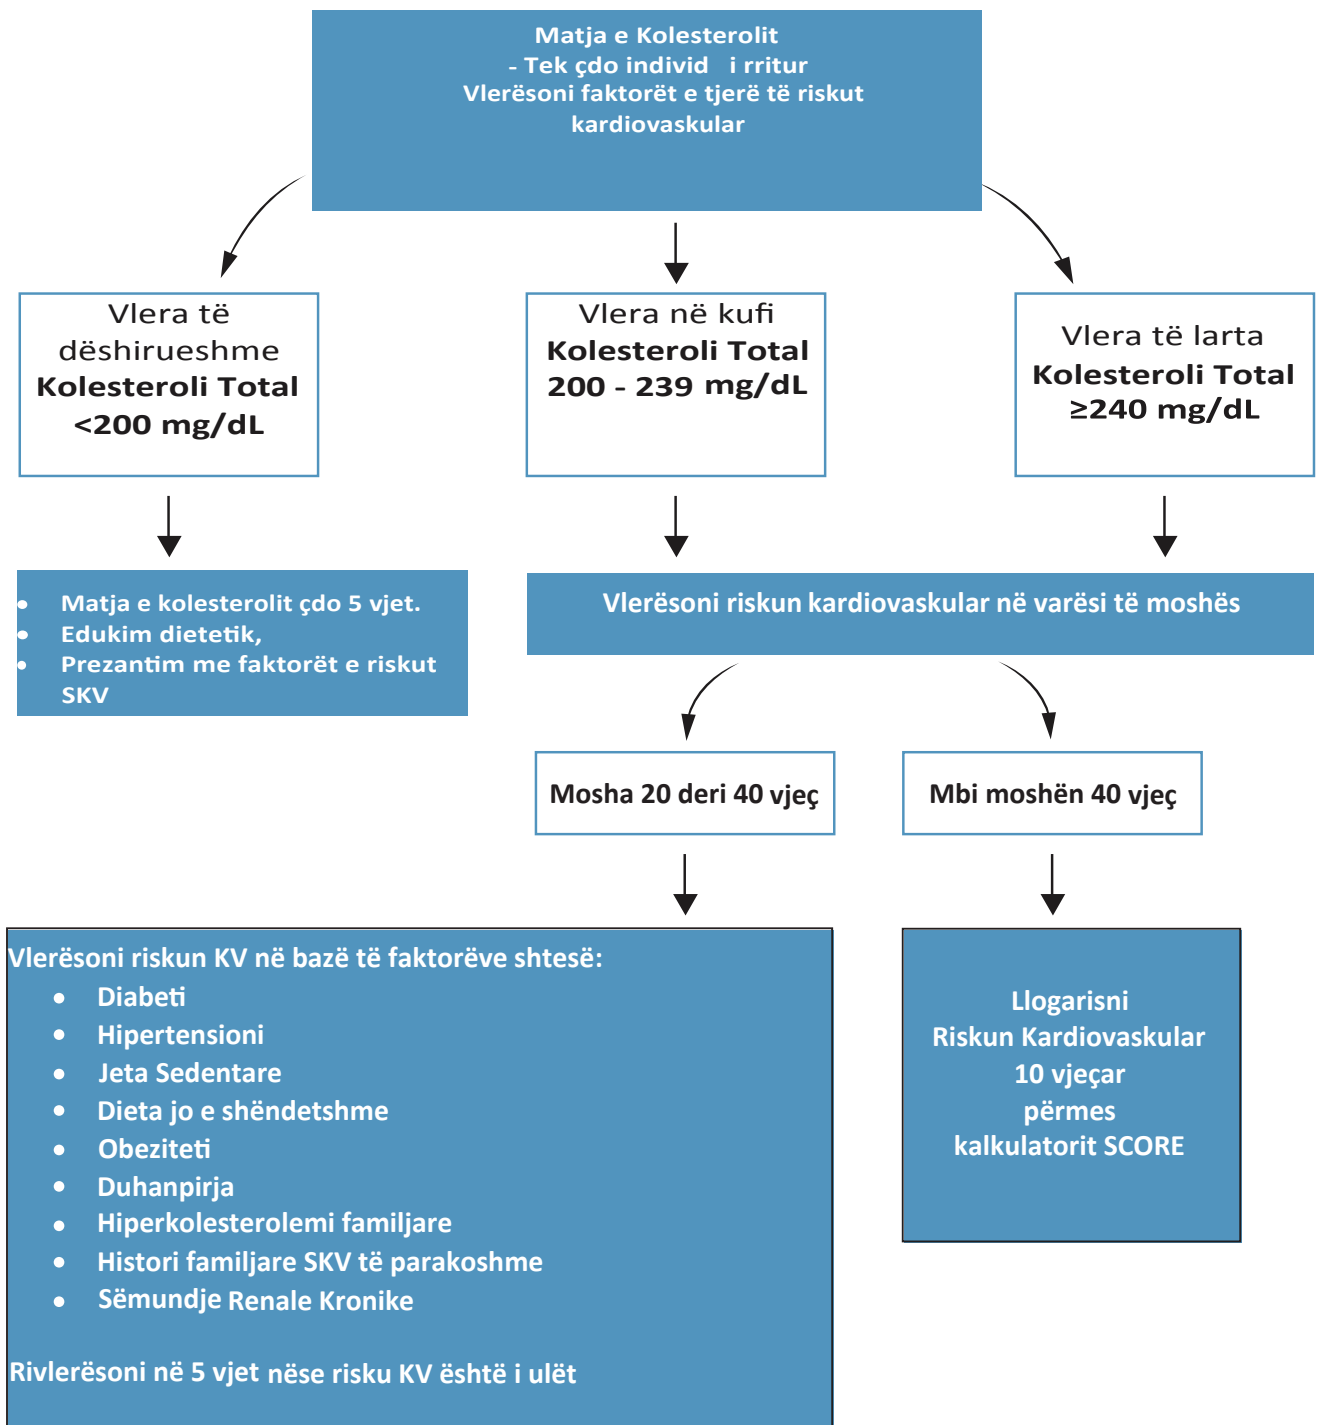 Matja e Kolesterolit
- Tek çdo individ i rritur
Vlerësoni faktorët e tjerë të riskut
kardiovaskular
Vlera të
dëshirueshme
Kolesteroli Total
<200 mg/dL
Vlera në kufi
Kolesteroli Total
200 - 239 mg/dL
Vlera të larta
Kolesteroli Total
≥240 mg/dL
• Matja e kolesterolit çdo 5 vjet.
• Edukim dietetik,
• Prezantim me faktorët e riskut
SKV
Vlerësoni riskun kardiovaskular në varësi të moshës
Mosha 20 deri 40 vjeç
Mbi moshën 40 vjeç
Vlerësoni riskun KV në bazë të faktorëve shtesë:
• Diabeti
• Hipertensioni
• Jeta Sedentare
• Dieta jo e shëndetshme
• Obeziteti
• Duhanpirja
• Hiperkolesterolemi familjare
• Histori familjare SKV të parakoshme
• Sëmundje Renale Kronike
Rivlerësoni në 5 vjet nëse risku KV është i ulët
Llogarisni
Riskun Kardiovaskular
10 vjeçar
përmes
kalkulatorit SCORE